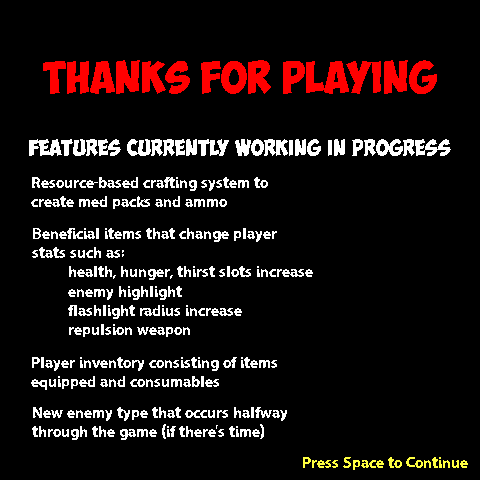 THANKS FOR PLAYING
FEATURES CURRENTLY WORKING IN PROGRESS
Resource-based crafting system to
create med packs and ammo
Beneficial items that change player
stats such as:
health, hunger, thirst slots increase
enemy highlight
flashlight radius increase
repulsion weapon
Player inventory consisting of items
equipped and consumables
New enemy type that occurs halfway
through the game (if there's time)
Press Space to Continue